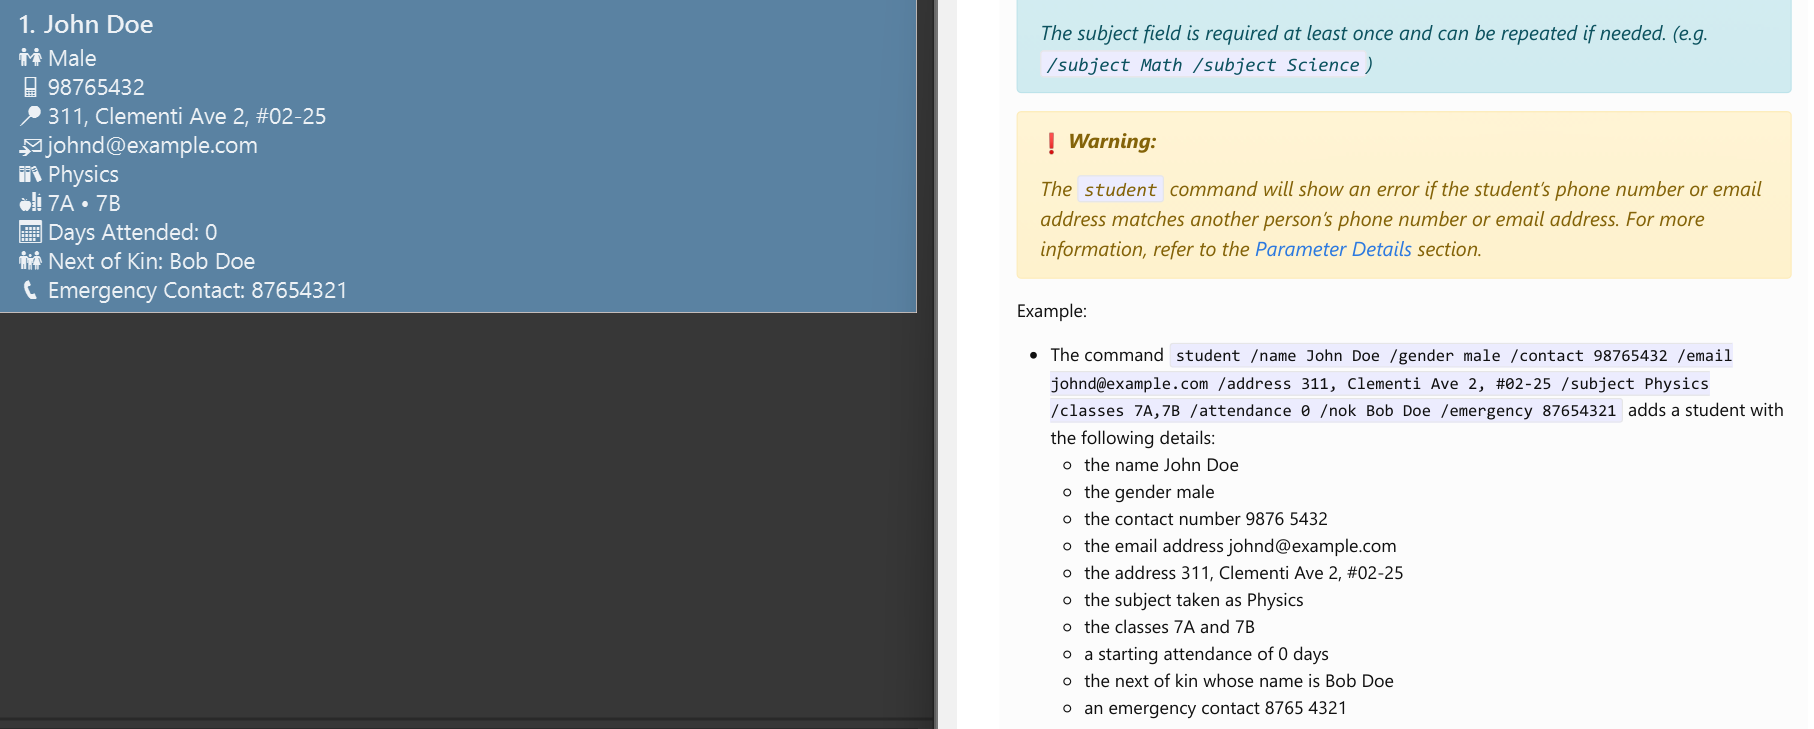 1. John Doe
Male
98765432
311, Clementi Ave 2, #02-25
johnd@example.com
Physics
7A • 7B
Days Attended: 0
Next of Kin: Bob Doe
Emergency Contact: 87654321
The subject field is required at least once and can be repeated if needed. (e.g.
/subject Math /subject Science)
❗ Warning:
The student command will show an error if the student’s phone number or email
address matches another person’s phone number or email address. For more
information, refer to the Parameter Details section.
Example:
• The command student /name John Doe /gender male /contact 98765432 /email
johnd@example.com /address 311, Clementi Ave 2, #02-25 /subject Physics
/classes 7A,7B /attendance 0 /nok Bob Doe /emergency 87654321 adds a student with
the following details:
◦ the name John Doe
◦ the gender male
◦ the contact number 9876 5432
◦ the email address johnd@example.com
◦ the address 311, Clementi Ave 2, #02-25
◦ the subject taken as Physics
◦ the classes 7A and 7B
◦ a starting attendance of 0 days
◦ the next of kin whose name is Bob Doe
◦ an emergency contact 8765 4321